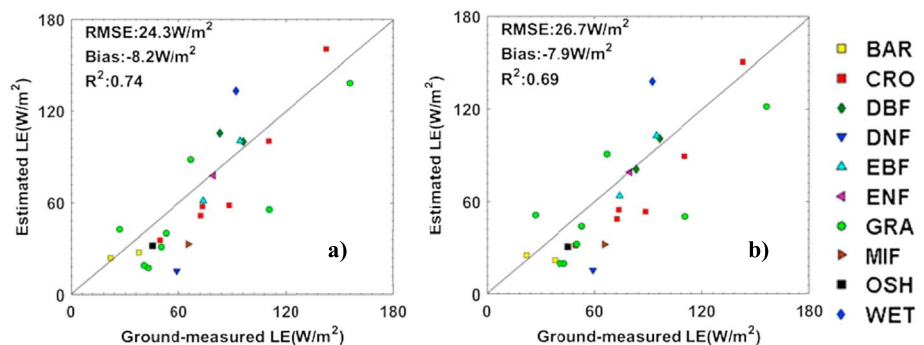 a)
RMSE:24.3W/m²
Bias:-8.2W/m²
R²:0.74
Estimated LE(W/m²)
180
120
60
0
0 60 120 180
Ground-measured LE(W/m²)
b)
RMSE:26.7W/m²
Bias:-7.9W/m²
R²:0.69
Estimated LE(W/m²)
180
120
60
0
0 60 120 180
Ground-measured LE(W/m²)
BAR
CRO
DBF
DNF
EBF
ENF
GRA
MIF
OSH
WET